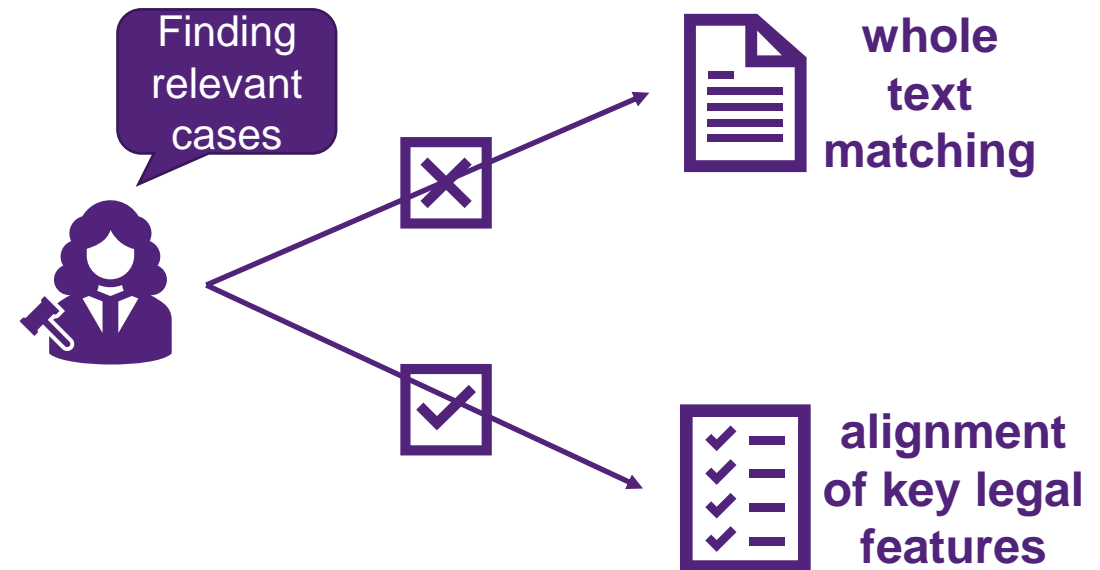 Finding
relevant
cases
whole
text
matching
alignment
of key legal
features